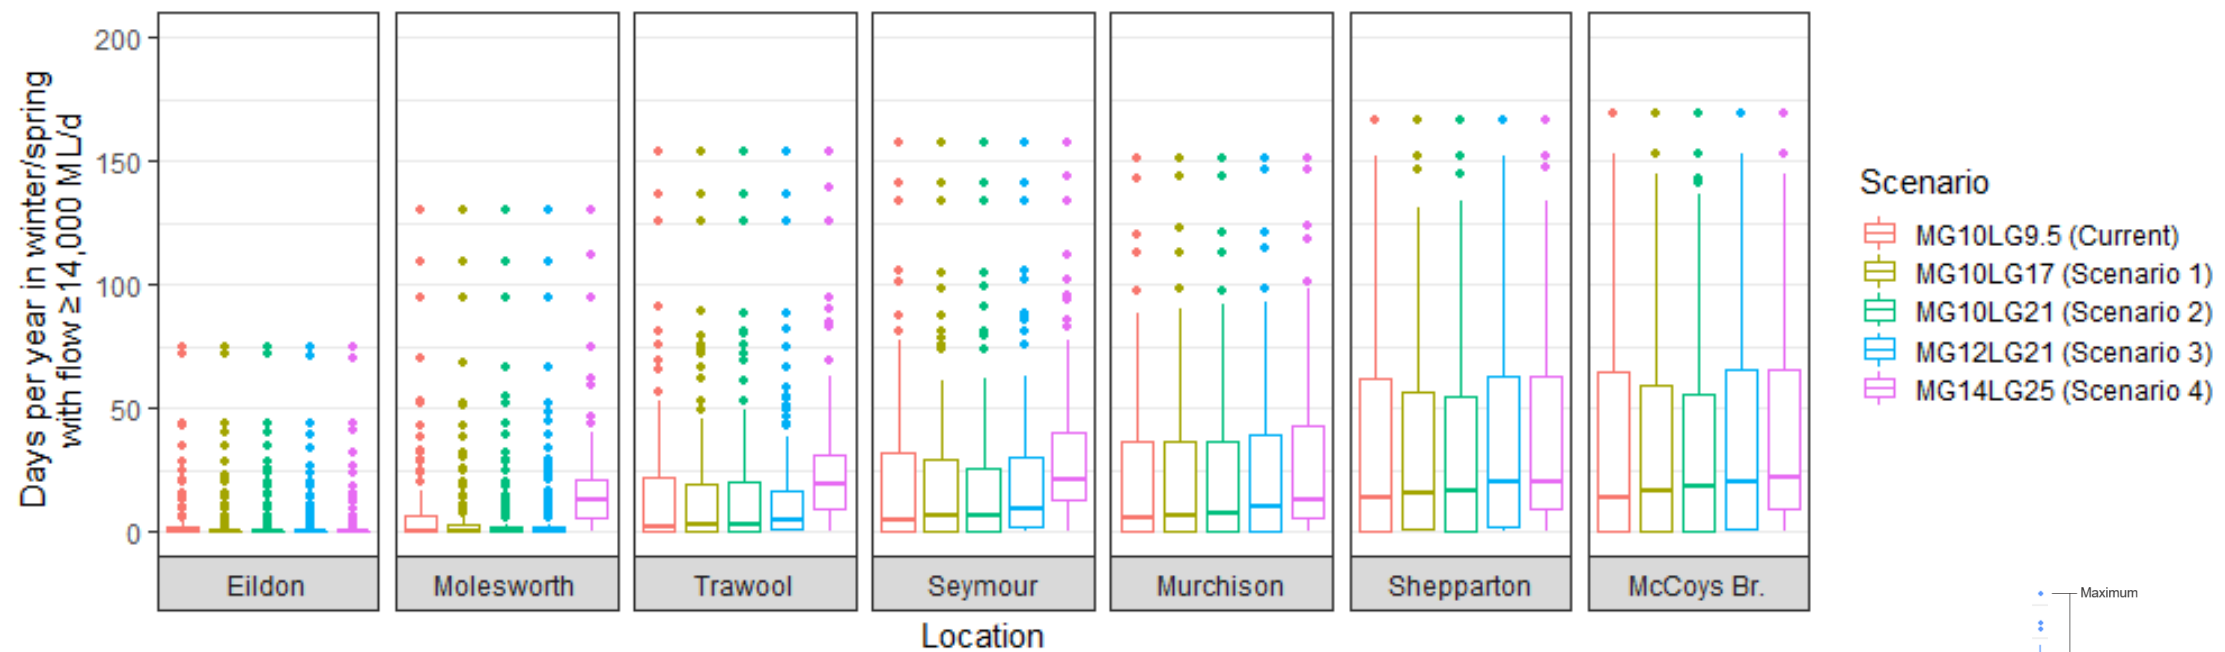 Days per year in winter/spring
with flow ≥14,000 ML/d
200
150
100
50
0
Eildon
Molesworth
Trawool
Seymour
Murchison
Shepparton
McCoys Br.
Location
Scenario
MG10LG9.5 (Current)
MG10LG17 (Scenario 1)
MG10LG21 (Scenario 2)
MG12LG21 (Scenario 3)
MG14LG25 (Scenario 4)
Maximum